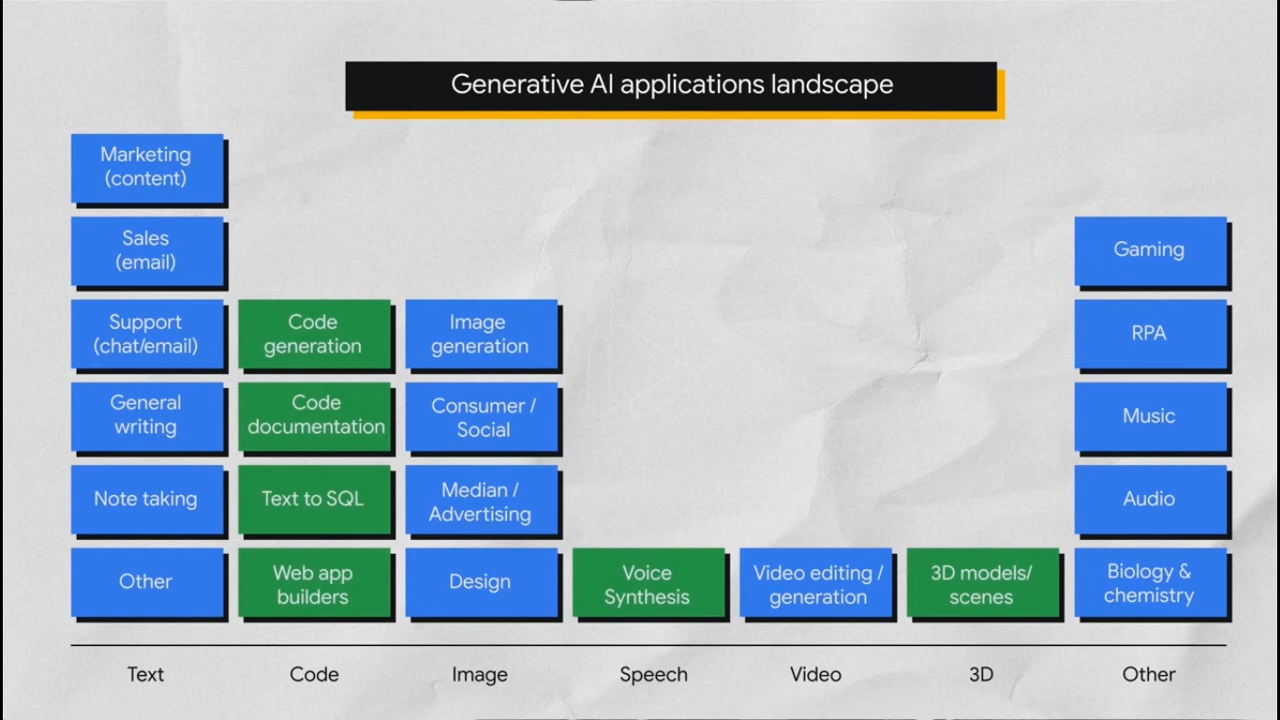 Generative AI applications landscape
Marketing
(content)
Sales
(email)
Gaming
Support
(chat/email)
Code
generation
Image
generation
RPA
General
writing
Code
documentation
Consumer /
Social
Music
Note taking
Text to SQL
Median /
Advertising
Audio
Other
Web app
builders
Design
Voice
Synthesis
Video editing /
generation
3D models/
scenes
Biology &
chemistry
Text
Code
Image
Speech
Video
3D
Other